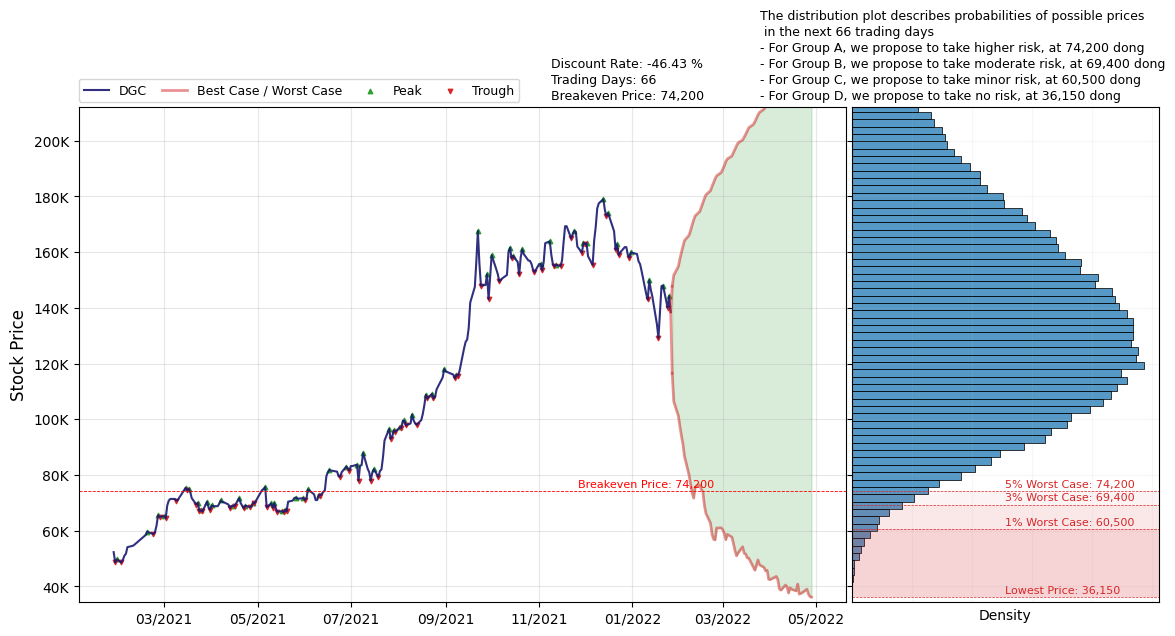 The distribution plot describes probabilities of possible prices
in the next 66 trading days
- For Group A, we propose to take higher risk, at 74,200 dong
- For Group B, we propose to take moderate risk, at 69,400 dong
- For Group C, we propose to take minor risk, at 60,500 dong
- For Group D, we propose to take no risk, at 36,150 dong
Discount Rate: -46.43 %
Trading Days: 66
Breakeven Price: 74,200
DGC
Best Case / Worst Case
Peak
Trough
Stock Price
200K
180K
160K
140K
120K
100K
80K
60K
40K
Breakeven Price: 74,200
5% Worst Case: 74,200
3% Worst Case: 69,400
1% Worst Case: 60,500
Lowest Price: 36,150
03/2021
05/2021
07/2021
09/2021
11/2021
01/2022
03/2022
05/2022
Density